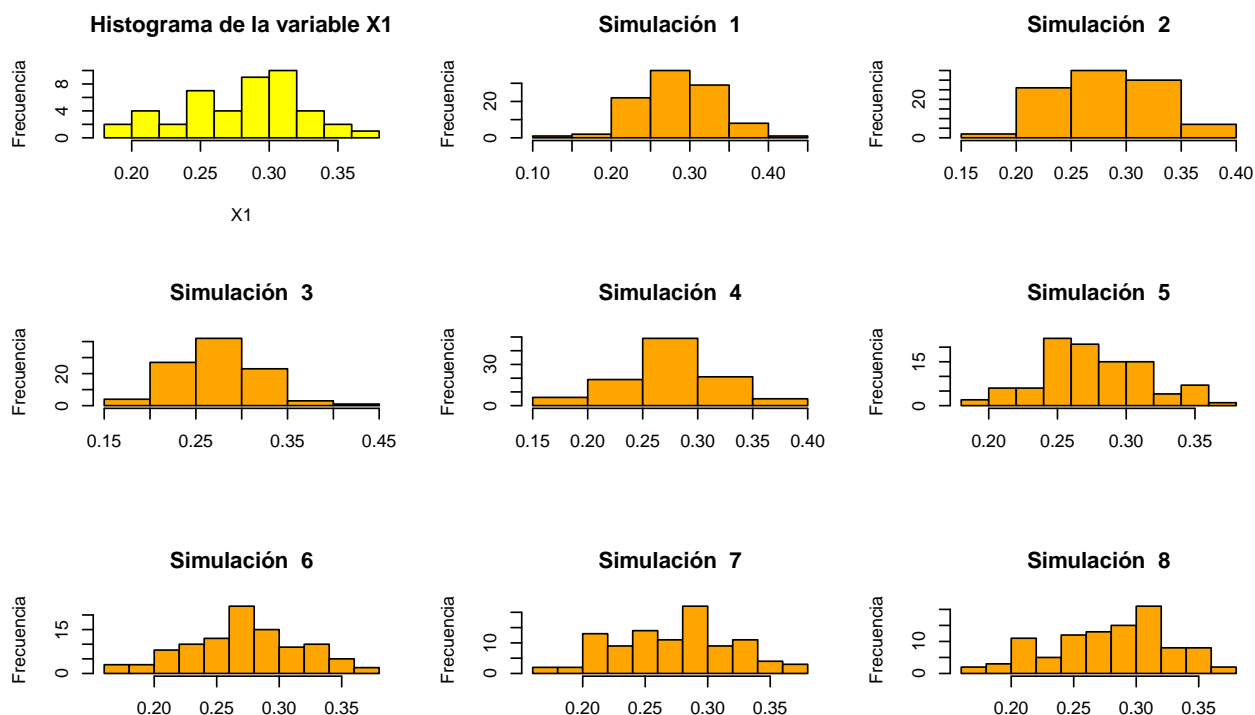 Histograma de la variable X1
Frecuencia
0 4 8
0.20 0.25 0.30 0.35
X1
Simulación 1
Frecuencia
0 20
0.10 0.20 0.30 0.40
Simulación 2
Frecuencia
0 20
0.15 0.20 0.25 0.30 0.35 0.40
Simulación 3
Frecuencia
0 20
0.15 0.25 0.35 0.45
Simulación 4
Frecuencia
0 30
0.15 0.20 0.25 0.30 0.35 0.40
Simulación 5
Frecuencia
0 15
0.20 0.25 0.30 0.35
Simulación 6
Frecuencia
0 15
0.20 0.25 0.30 0.35
Simulación 7
Frecuencia
0 10
0.20 0.25 0.30 0.35
Simulación 8
Frecuencia
0 10
0.20 0.25 0.30 0.35